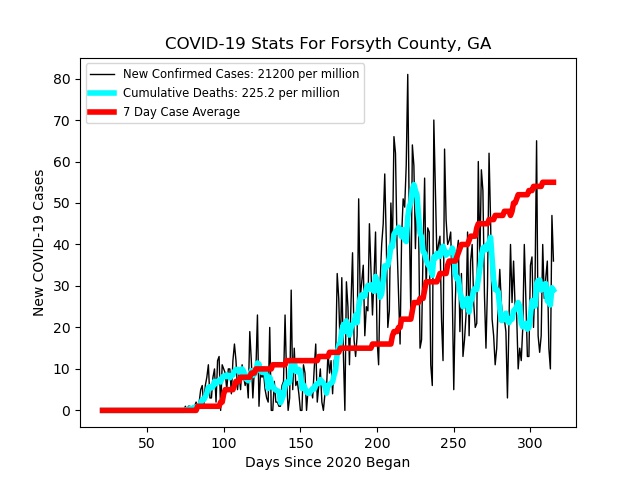 COVID-19 Stats For Forsyth County, GA
New Confirmed Cases: 21200 per million
Cumulative Deaths: 225.2 per million
7 Day Case Average
80
70
60
50
40
30
20
10
0
New COVID-19 Cases
50 100 150 200 250 300
Days Since 2020 Began